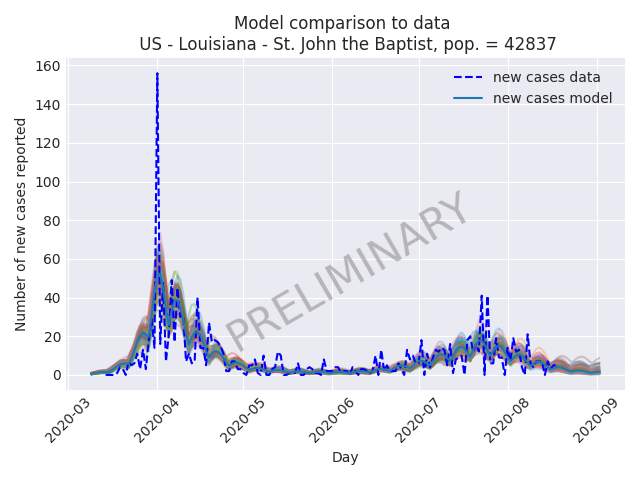 Model comparison to data
US - Louisiana - St. John the Baptist, pop. = 42837
160
140
120
100
80
60
40
20
0
Number of new cases reported
new cases data
new cases model
PRELIMINARY
2020-03
2020-04
2020-05
2020-06
2020-07
2020-08
2020-09
Day